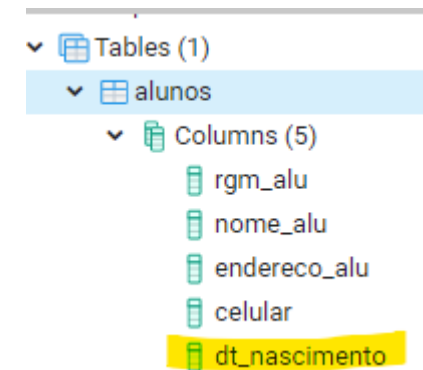 Tables (1)
alunos
Columns (5)
rgm_alu
nome_alu
endereco_alu
celular
dt_nascimento